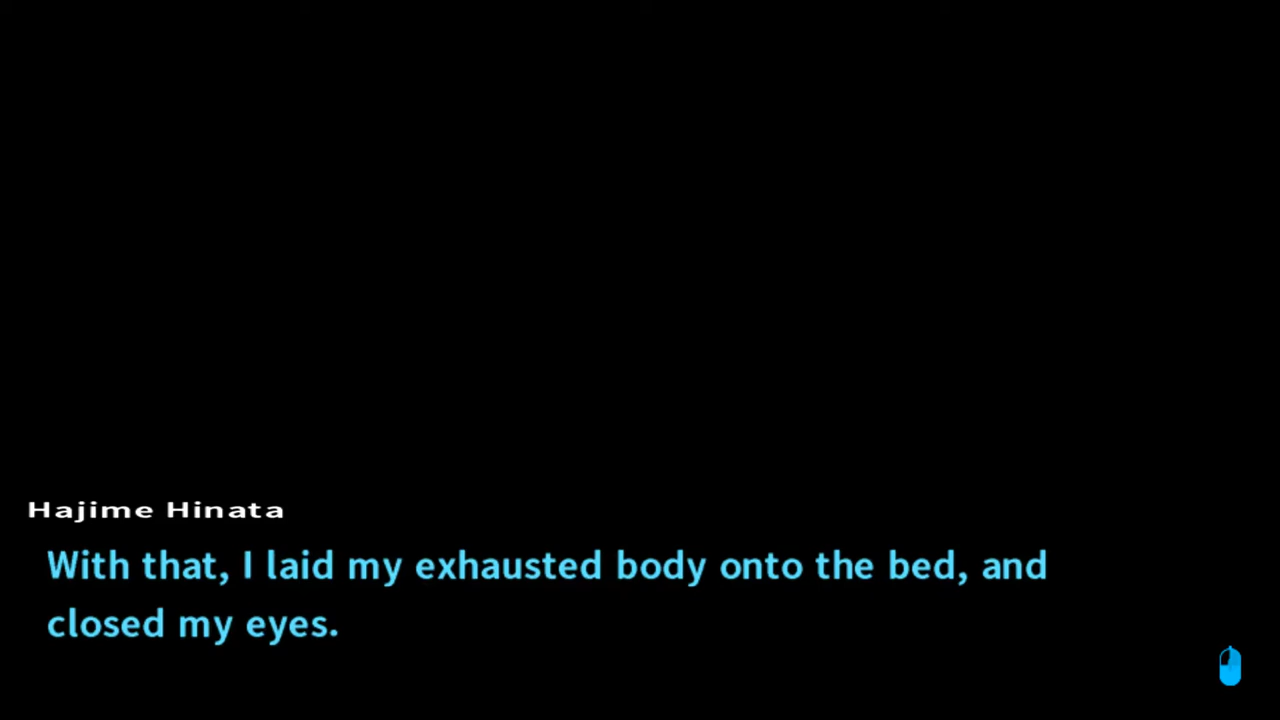 Hajime Hinata
With that, I laid my exhausted body onto the bed, and
closed my eyes.